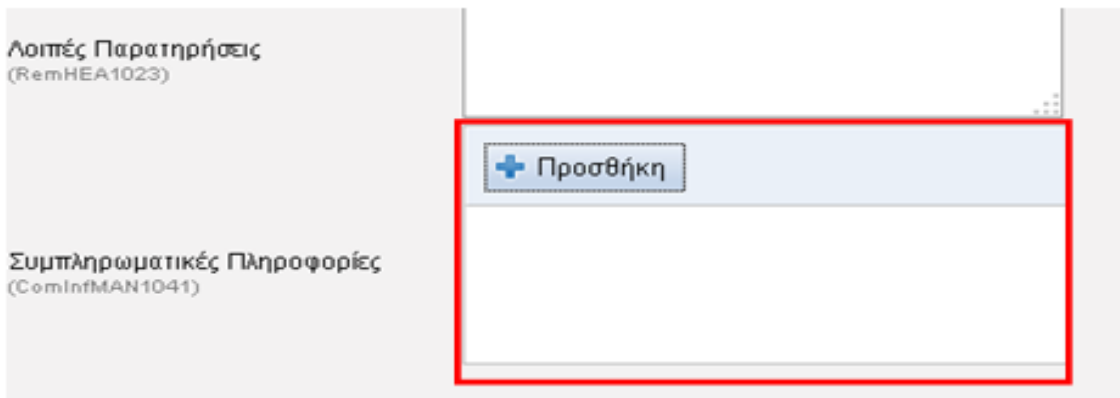 Λοιπές Παρατηρήσεις
(RemHEA1023)
Προσθήκη
Συμπληρωματικές Πληροφορίες
(ComInfMAN1041)